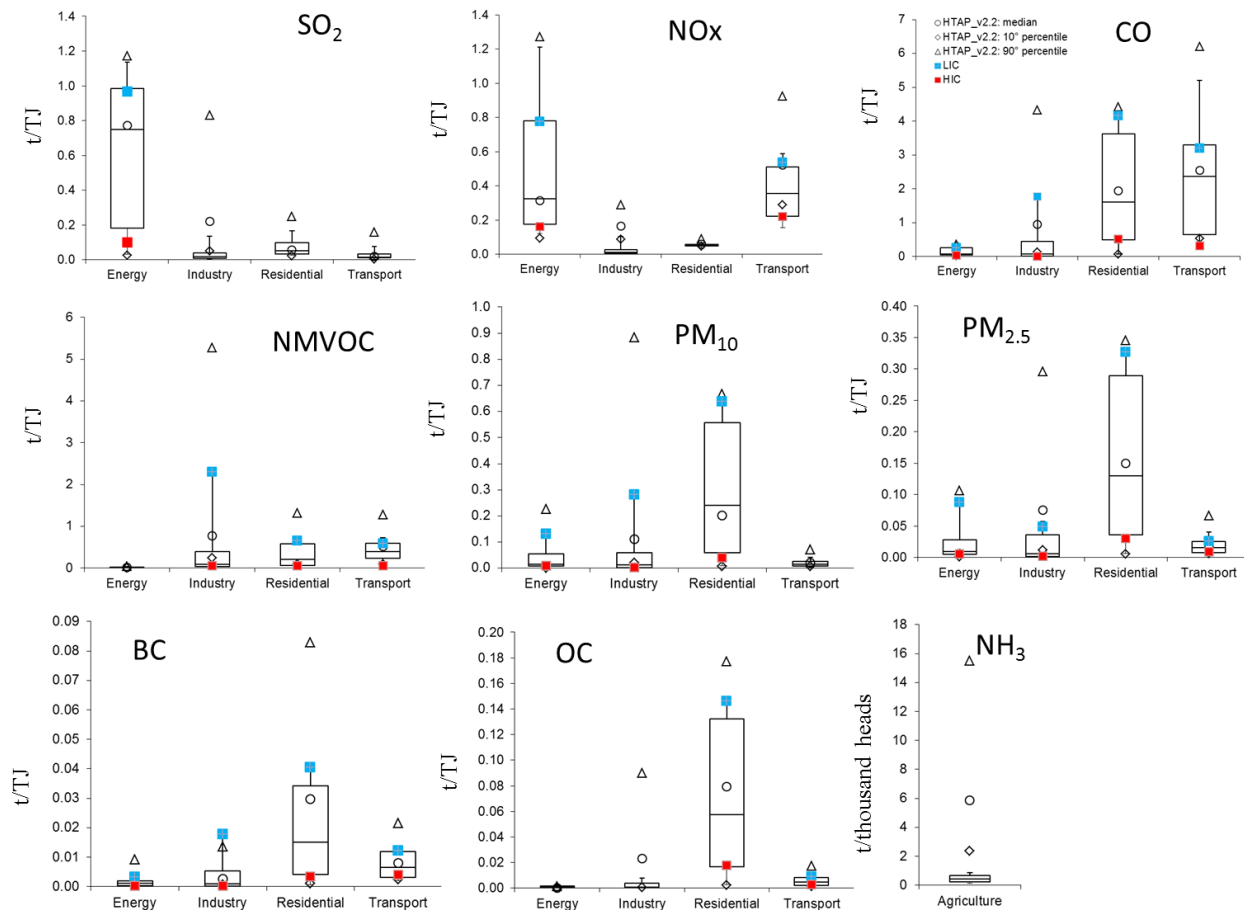 SO2
t/TJ
1.4
1.2
1.0
0.8
0.6
0.4
0.2
0.0
Energy Industry Residential Transport
NOx
t/TJ
1.4
1.2
1.0
0.8
0.6
0.4
0.2
0.0
Energy Industry Residential Transport
CO
HTAP_v2.2: median
HTAP_v2.2: 10° percentile
HTAP_v2.2: 90° percentile
LIC
HIC
t/TJ
7
6
5
4
3
2
1
0
Energy Industry Residential Transport
NMVOC
t/TJ
6
5
4
3
2
1
0
Energy Industry Residential Transport
PM10
t/TJ
1.0
0.9
0.8
0.7
0.6
0.5
0.4
0.3
0.2
0.1
0.0
Energy Industry Residential Transport
PM2.5
t/TJ
0.40
0.35
0.30
0.25
0.20
0.15
0.10
0.05
0.00
Energy Industry Residential Transport
BC
t/TJ
0.09
0.08
0.07
0.06
0.05
0.04
0.03
0.02
0.01
0.00
Energy Industry Residential Transport
OC
t/TJ
0.20
0.18
0.16
0.14
0.12
0.10
0.08
0.06
0.04
0.02
0.00
Energy Industry Residential Transport
NH3
t/thousand heads
18
16
14
12
10
8
6
4
2
1
0
Agriculture